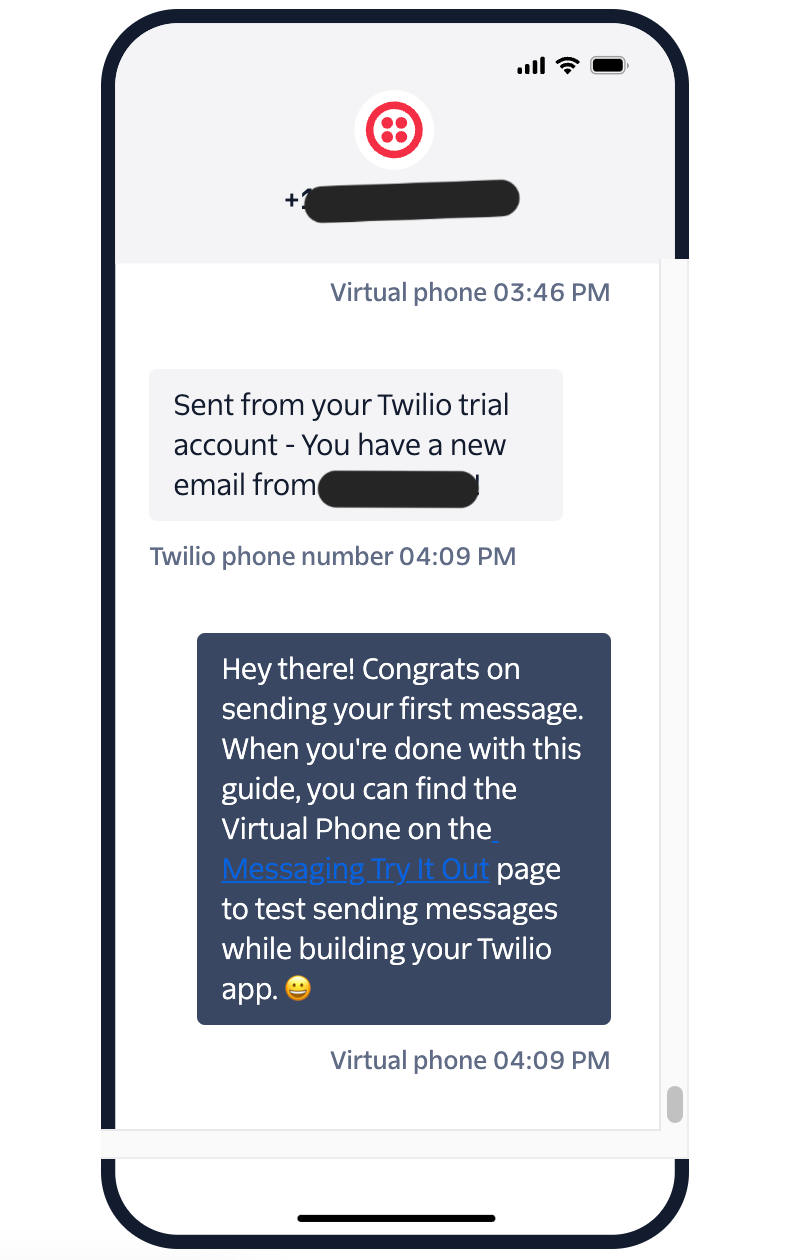 +
Virtual phone 03:46 PM
Sent from your Twilio trial
account - You have a new
email from !
Twilio phone number 04:09 PM
Hey there! Congrats on
sending your first message.
When you're done with this
guide, you can find the
Virtual Phone on the
Messaging Try It Out page
to test sending messages
while building your Twilio
app. 😀
Virtual phone 04:09 PM